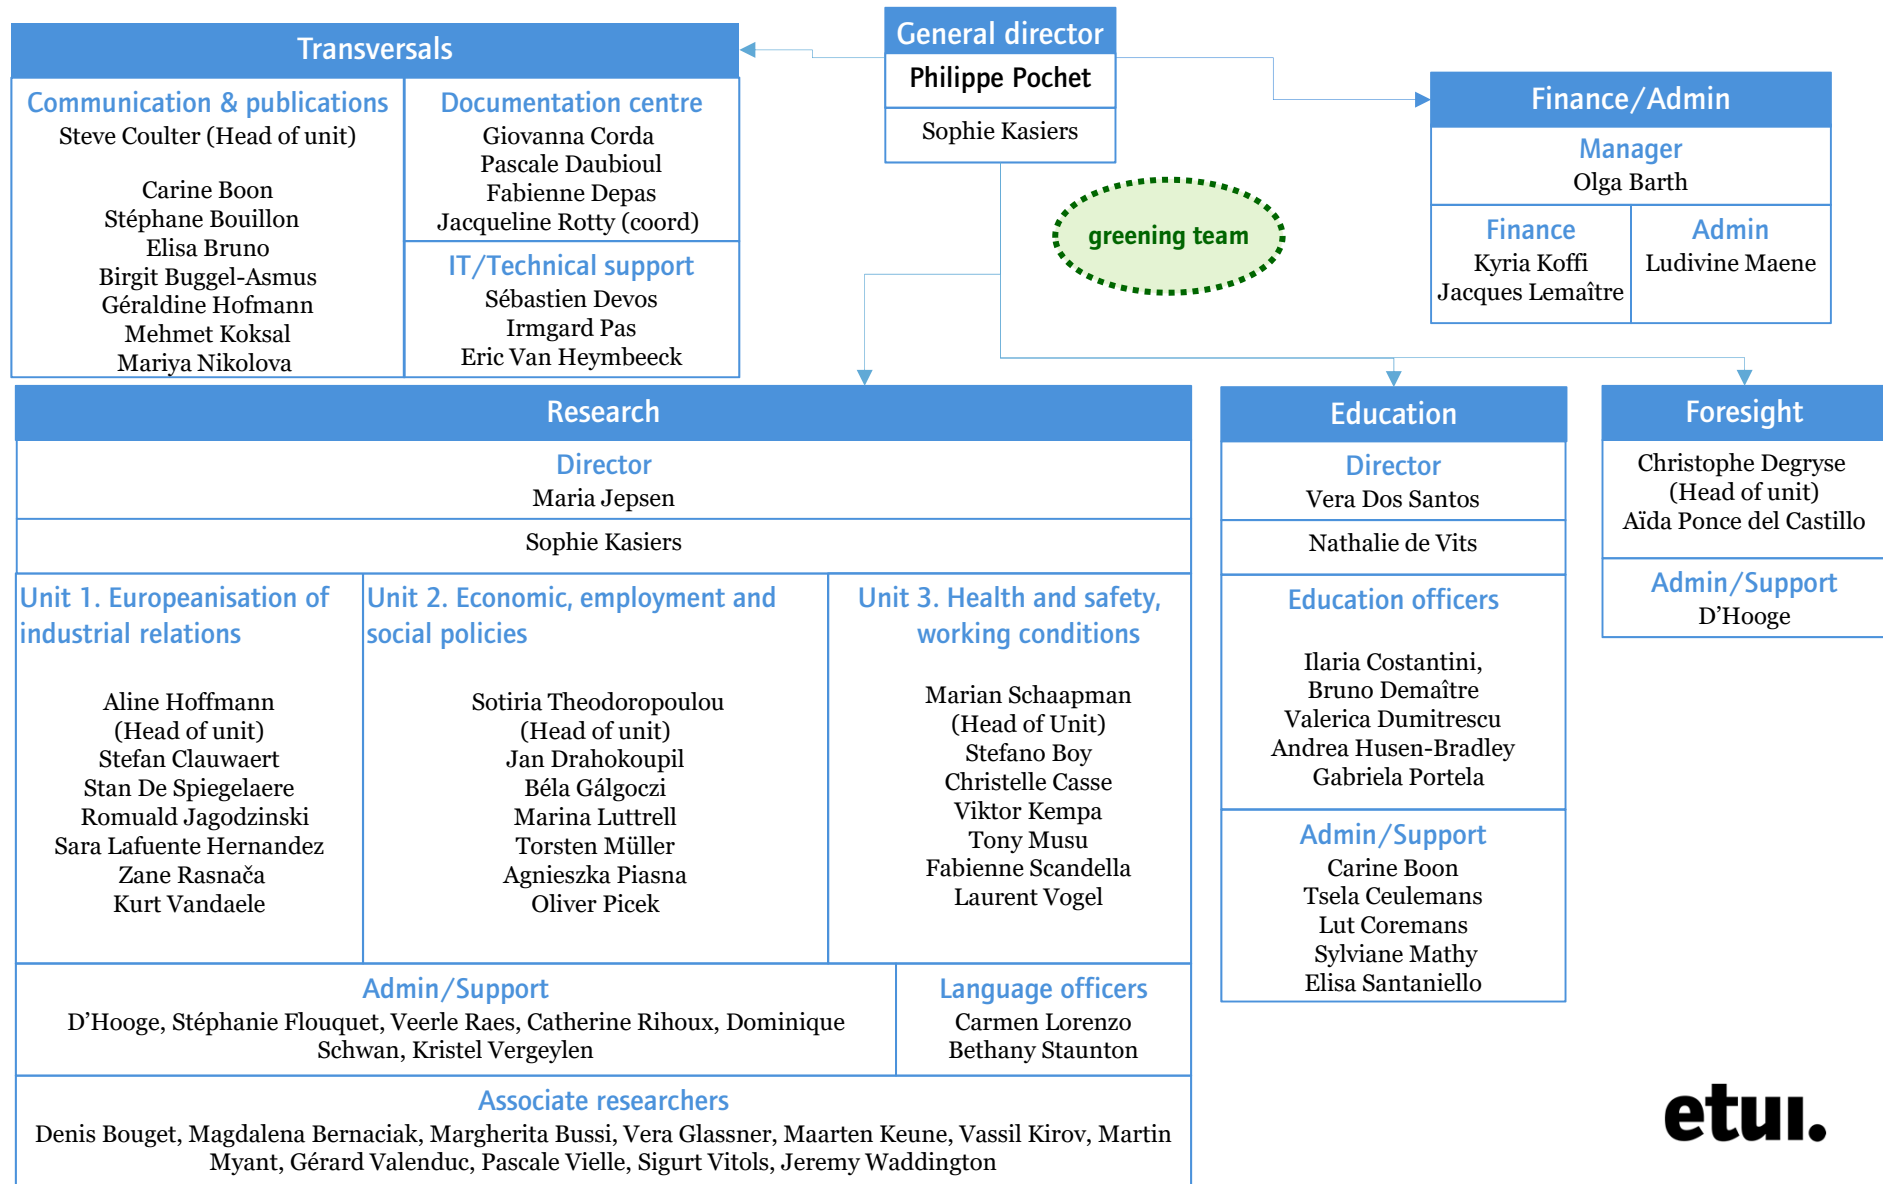 General director
Philippe Pochet
Sophie Kasiers
Transversals
Communication & publications
Steve Coulter (Head of unit)
Carine Boon
Stéphane Bouillon
Elisa Bruno
Birgit Buggel-Asmus
Géraldine Hofmann
Mehmet Koksal
Mariya Nikolova
Documentation centre
Giovanna Corda
Pascale Daubioul
Fabienne Depas
Jacqueline Rotty (coord)
IT/Technical support
Sébastien Devos
Irmgard Pas
Eric Van Heymbeeck
greening team
Finance/Admin
Manager
Olga Barth
Finance
Kyria Koffi
Jacques Lemaître
Admin
Ludivine Maene
Research
Director
Maria Jepsen
Sophie Kasiers
Unit 1. Europeanisation of
industrial relations
Aline Hoffmann
(Head of unit)
Stefan Clauwaert
Stan De Spiegelaere
Romuald Jagodzinski
Sara Lafuente Hernandez
Zane Rasnača
Kurt Vandaele
Unit 2. Economic, employment and
social policies
Sotiria Theodoropoulou
(Head of unit)
Jan Drahokoupil
Béla Gálgoczi
Marina Luttrell
Torsten Müller
Agnieszka Piasna
Oliver Picek
Unit 3. Health and safety,
working conditions
Marian Schaapman
(Head of Unit)
Stefano Boy
Christelle Casse
Viktor Kempa
Tony Musu
Fabienne Scandella
Laurent Vogel
Admin/Support
D’Hooge, Stéphanie Flouquet, Veerle Raes, Catherine Rihoux, Dominique
Schwan, Kristel Vergeylen
Language officers
Carmen Lorenzo
Bethany Staunton
Associate researchers
Denis Bouget, Magdalena Bernaciak, Margherita Bussi, Vera Glassner, Maarten Keune, Vassil Kirov, Martin
Myant, Gérard Valenduc, Pascale Vielle, Sigurt Vitols, Jeremy Waddington
Education
Director
Vera Dos Santos
Nathalie de Vits
Education officers
Ilaria Costantini,
Bruno Demaître
Valerica Dumitrescu
Andrea Husen-Bradley
Gabriela Portela
Admin/Support
Carine Boon
Tsela Ceulemans
Lut Coremans
Sylviane Mathy
Elisa Santaniello
Foresight
Christophe Degryse
(Head of unit)
Aïda Ponce del Castillo
Admin/Support
D’Hooge
etui.